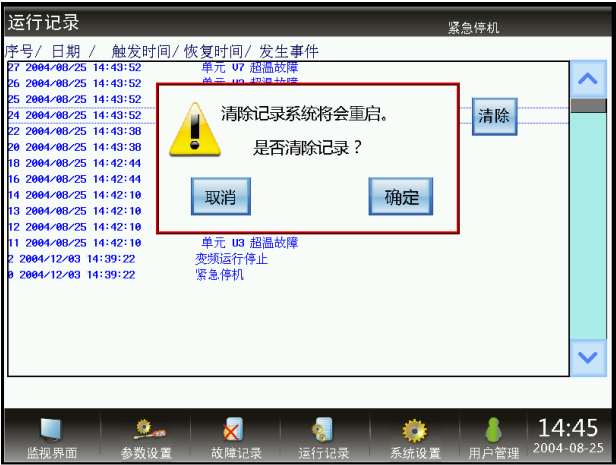 运行记录
紧急停机
序号/ 日期 / 触发时间/恢复时间/ 发生事件
27 2004/08/25 14:43:52 单元 V7 超温故障
26 2004/08/25 14:43:52
25 2004/08/25 14:43:52
24 2004/08/25 14:43:52
22 2004/08/25 14:43:38
20 2004/08/25 14:43:38
18 2004/08/25 14:42:44
16 2004/08/25 14:42:44
14 2004/08/25 14:42:10
13 2004/08/25 14:42:10
12 2004/08/25 14:42:10
11 2004/08/25 14:42:10 单元 U3 超温故障
2 2004/12/03 14:39:22 变频运行停止
0 2004/12/03 14:39:22 紧急停机
清除记录系统将会重启。
是否清除记录？
取消
确定
清除
监视界面
参数设置
故障记录
运行记录
系统设置
用户管理
14:45
2004-08-25